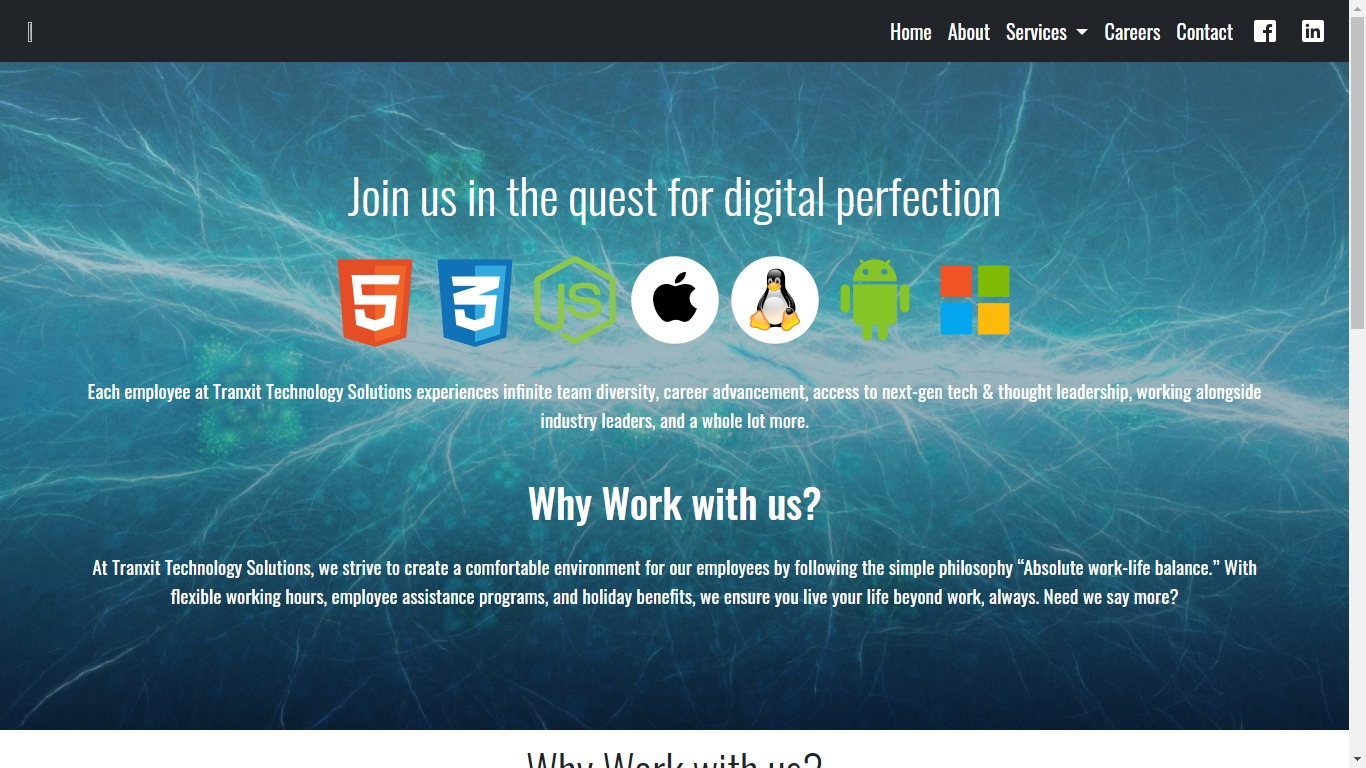 Home About Services Careers Contact
Join us in the quest for digital perfection
JS
Each employee at Tranxit Technology Solutions experiences infinite team diversity, career advancement, access to next-gen tech & thought leadership, working alongside
industry leaders, and a whole lot more.
Why Work with us?
At Tranxit Technology Solutions, we strive to create a comfortable environment for our employees by following the simple philosophy “Absolute work-life balance.” With
flexible working hours, employee assistance programs, and holiday benefits, we ensure you live your life beyond work, always. Need we say more?
Why Work with us?